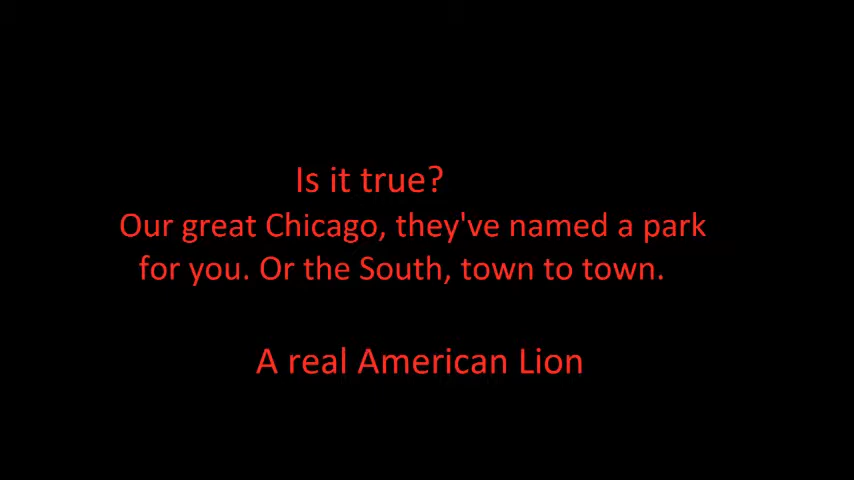 Is it true?
Our great Chicago, they've named a park
for you. Or the South, town to town.
A real American Lion